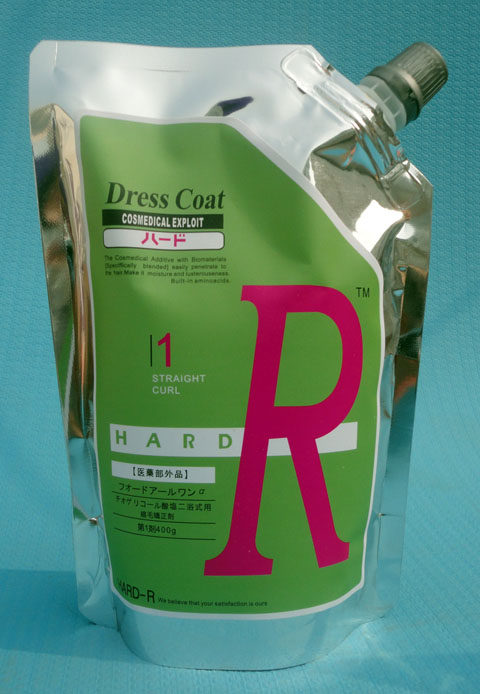 Dress Coat
COSMEDICAL EXPLOIT
ハード
The Cosmedical Additive with Biomaterials
(Speciffically blended) easily penetrate to
the hair.Make it moisture and lusterouseness.
Built-in aminoacids.
R
TM
1
STRAIGHT
CURL
HARD
【医薬部外品】
フオードアールワンα
チオグリコール酸塩二浴式用
縮毛矯正剤
第1剤400g
HARD-R We believe that your satisfaction is ours